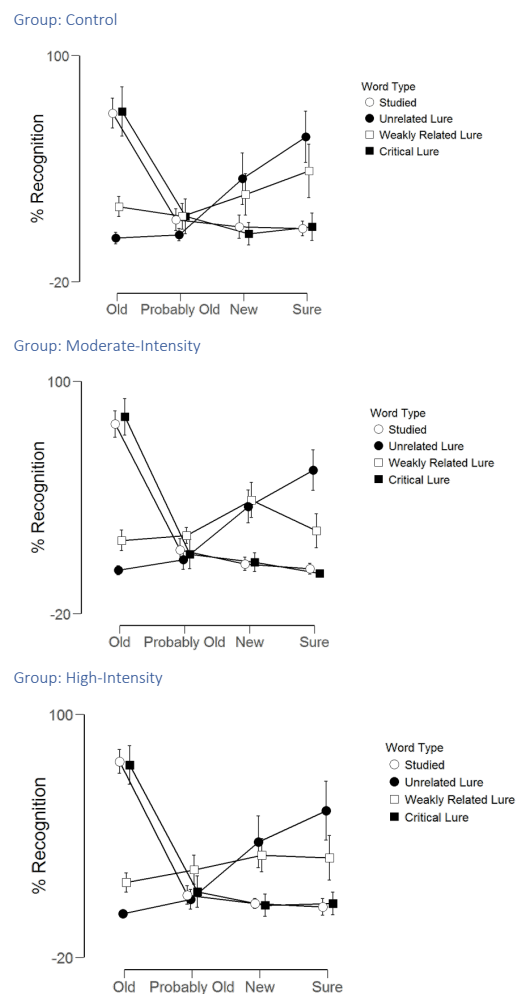 Group: Control
100
% Recognition
-20
Old Probably Old New Sure
Word Type
Studied
Unrelated Lure
Weakly Related Lure
Critical Lure
Group: Moderate-Intensity
100
% Recognition
-20
Old Probably Old New Sure
Word Type
Studied
Unrelated Lure
Weakly Related Lure
Critical Lure
Group: High-Intensity
100
% Recognition
-20
Old Probably Old New Sure
Word Type
Studied
Unrelated Lure
Weakly Related Lure
Critical Lure